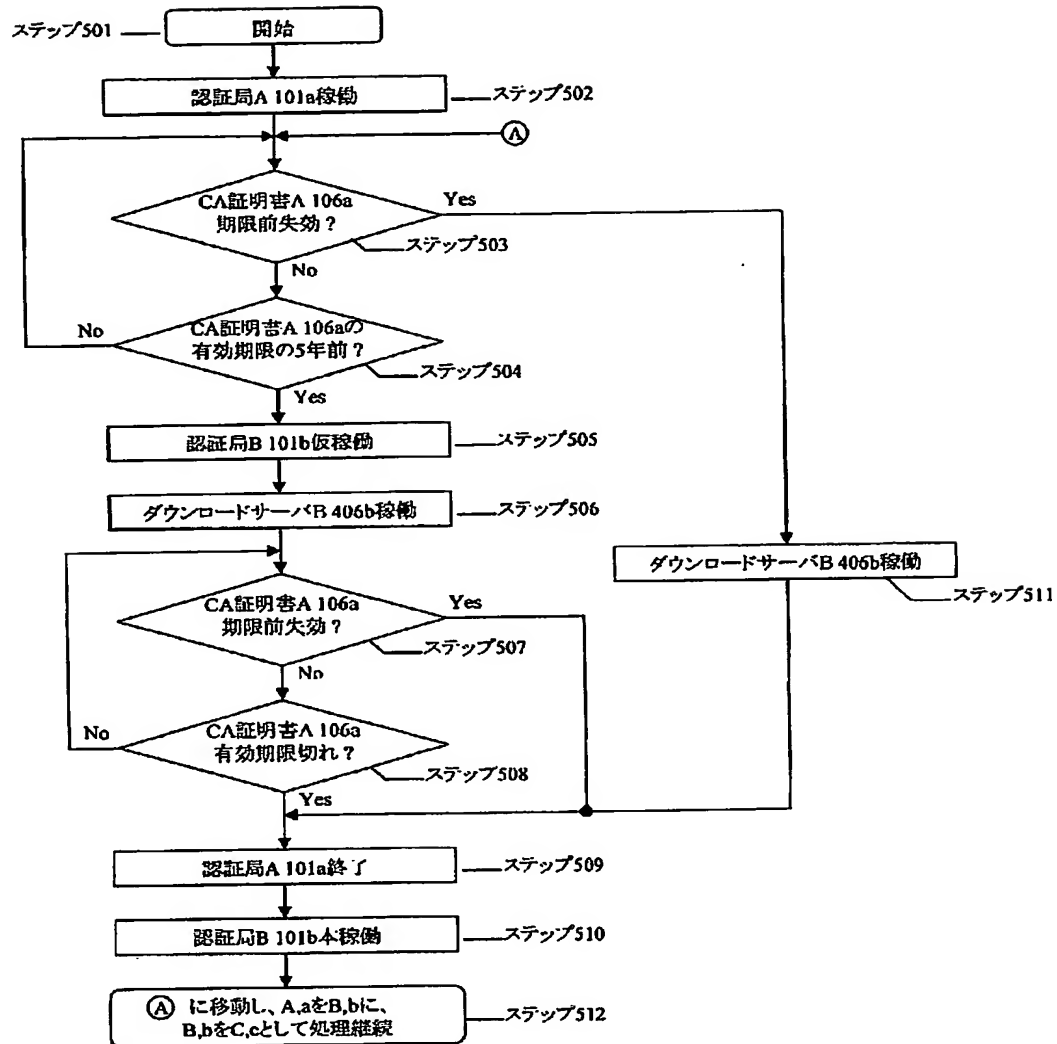 ステップ501
開始
認証局A 101a稼働
ステップ502
A
CA証明書A 106a
期限前失効？
Yes
ステップ503
No
CA証明書A 106aの
有効期限の5年前？
No
ステップ504
Yes
認証局B 101b仮稼働
ステップ505
ダウンロードサーバB 406b稼働
ステップ506
ダウンロードサーバB 406b稼働
ステップ511
CA証明書A 106a
期限前失効？
Yes
ステップ507
No
CA証明書A 106a
有効期限切れ？
No
ステップ508
Yes
認証局A 101a終了
ステップ509
認証局B 101b本稼働
ステップ510
Ⓐ に移動し、A,aをB,bに、
B,bをC,cとして処理継続
ステップ512